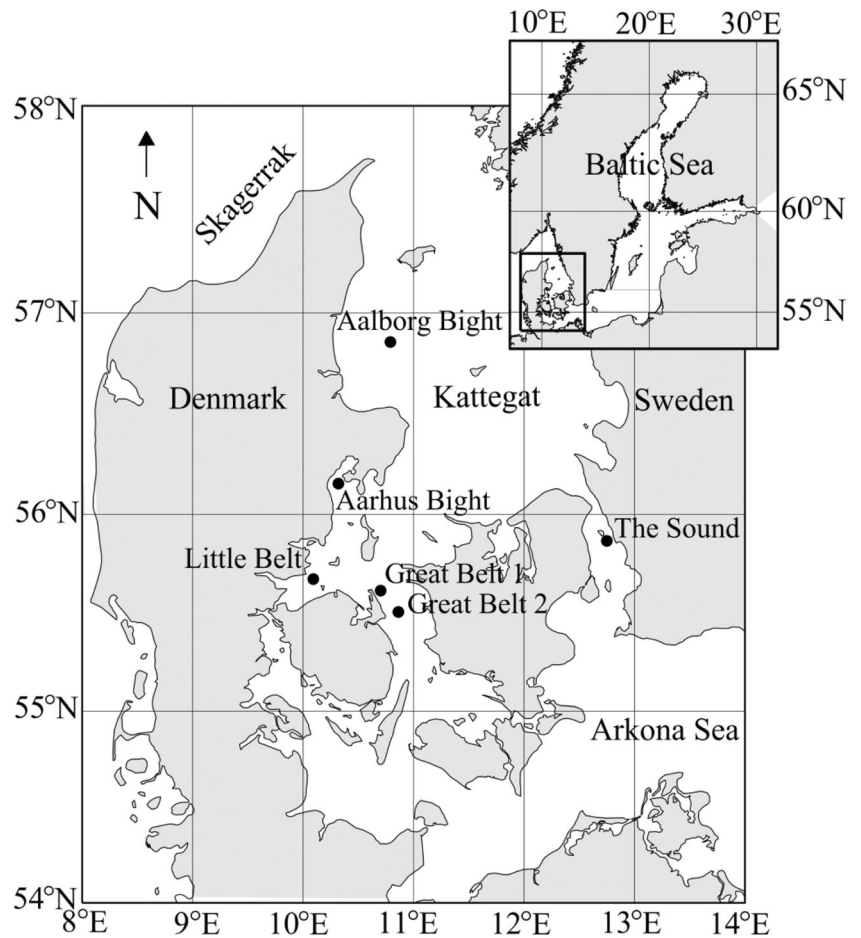 10°E 20°E 30°E
58°N
65°N
Skagerrak
N
Baltic Sea
60°N
57°N
55°N
Aalborg Bight
Denmark
Kattegat
Sweden
Aarhus Bight
56°N
The Sound
Little Belt
Great Belt 1
Great Belt 2
55°N
Arkona Sea
54°N
8°E 9°E 10°E 11°E 12°E 13°E 14°E